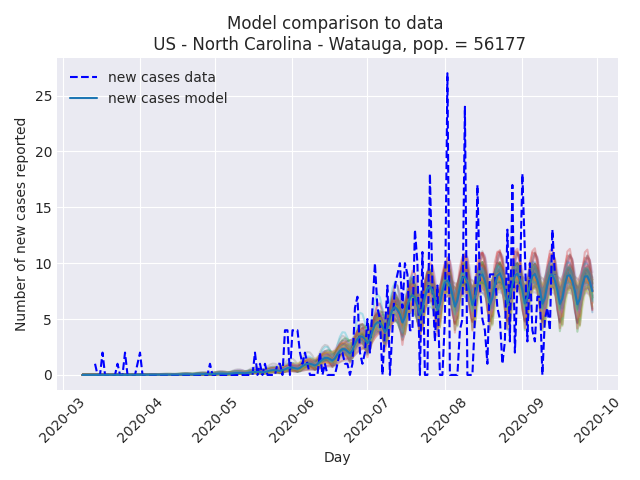 Model comparison to data
US - North Carolina - Watauga, pop. = 56177
new cases data
new cases model
Number of new cases reported
25
20
15
10
5
0
2020-03
2020-04
2020-05
2020-06
2020-07
2020-08
2020-09
2020-10
Day